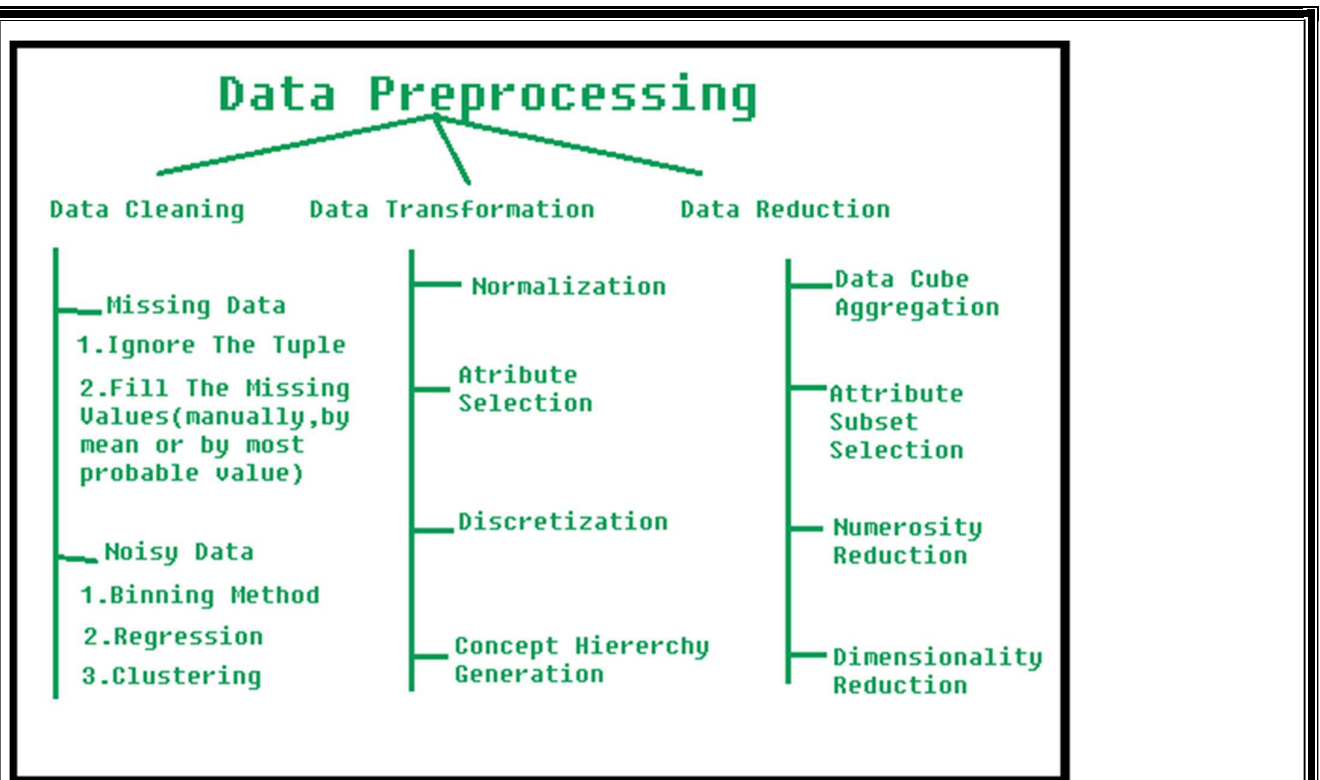 Data Preprocessing
Data Cleaning
Data Transformation
Data Reduction
Missing Data
1.Ignore The Tuple
2.Fill The Missing
Values(manually,by
mean or by most
probable value)
Noisy Data
1.Binning Method
2.Regression
3.Clustering
Normalization
Atribute
Selection
Discretization
Concept Hiererchy
Generation
Data Cube
Aggregation
Attribute
Subset
Selection
Numerosity
Reduction
Dimensionality
Reduction